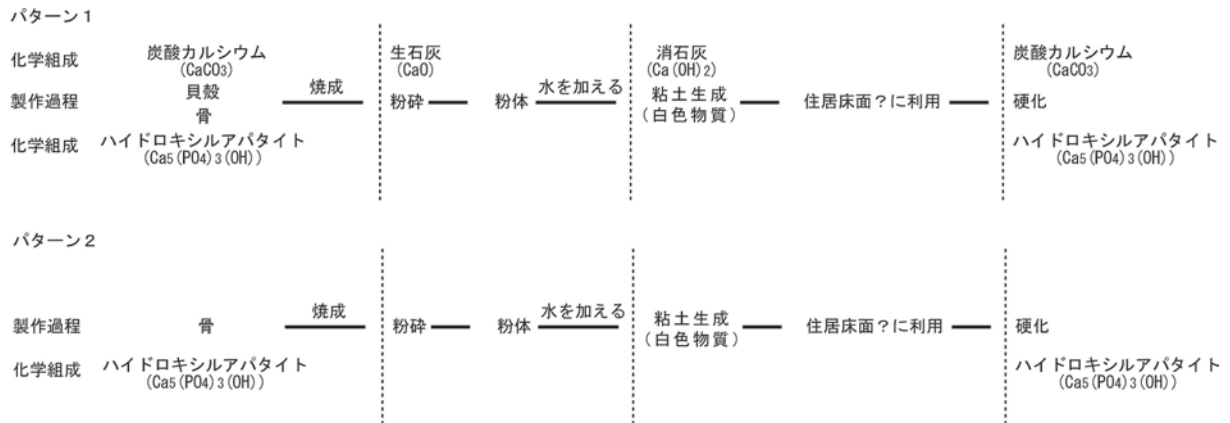 パターン1
化学組成 炭酸カルシウム 生石灰 消石灰 炭酸カルシウム
(CaCO3) (CaO) (Ca(OH)2) (CaCO3)
製作過程 貝殻 焼成 粉砕 粉体 水を加える 粘土生成 住居床面?に利用 硬化
骨 (白色物質)
化学組成 ハイドロキシルアパタイト ハイドロキシルアパタイト
(Ca5(PO4)3(OH)) (Ca5(PO4)3(OH))
パターン2
製作過程 骨 焼成 粉砕 粉体 水を加える 粘土生成 住居床面?に利用 硬化
(白色物質)
化学組成 ハイドロキシルアパタイト ハイドロキシルアパタイト
(Ca5(PO4)3(OH)) (Ca5(PO4)3(OH))